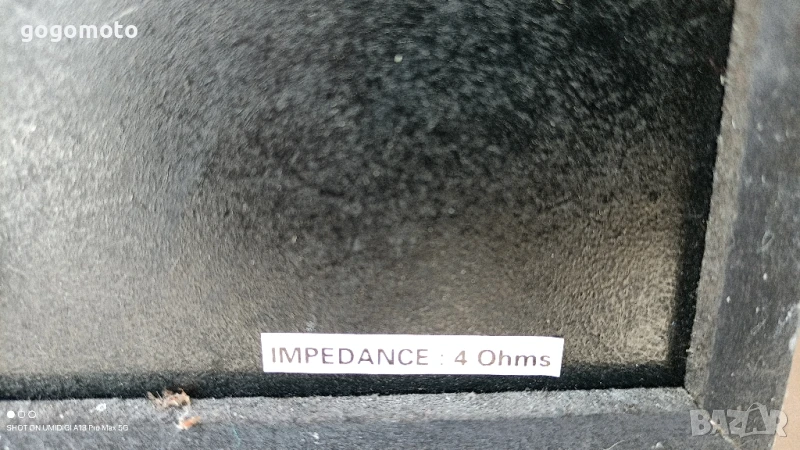 gogomoto
IMPEDANCE : 4 Ohms
SHOT ON UMIDIGI A13 Pro Max 5G
BAZAR